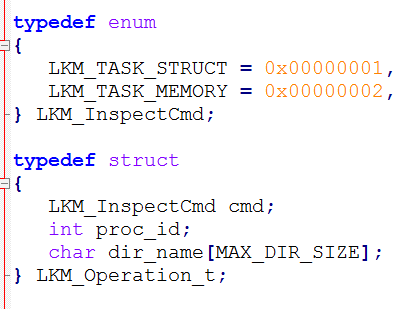 typedef enum
{
LKM_TASK_STRUCT = 0x00000001,
LKM_TASK_MEMORY = 0x00000002,
} LKM_InspectCmd;
typedef struct
{
LKM_InspectCmd cmd;
int proc_id;
char dir_name[MAX_DIR_SIZE];
} LKM_Operation_t;